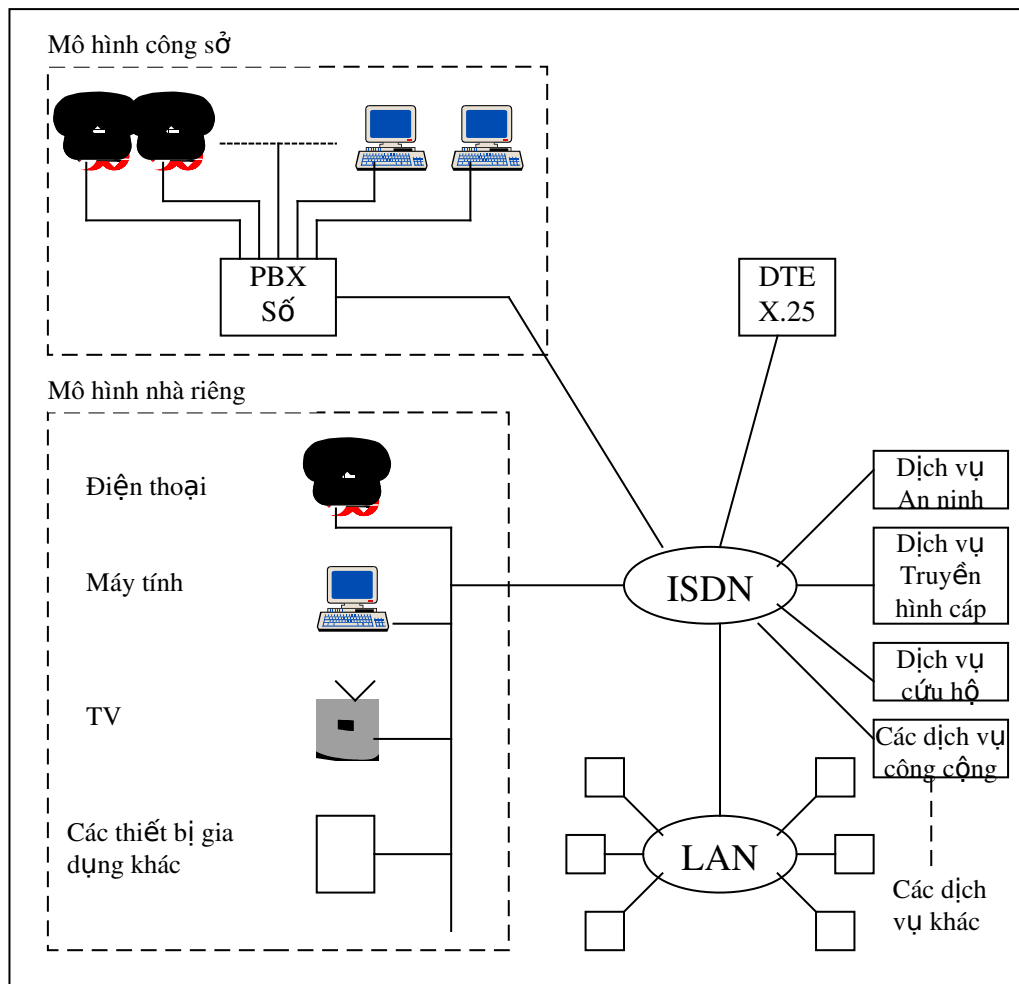 Mô hình công sở
PBX
Số
DTE
X.25
Mô hình nhà riêng
Điện thoại
Máy tính
TV
Các thiết bị gia
dụng khác
ISDN
LAN
Dịch vụ
An ninh
Dịch vụ
Truyền
hình cáp
Dịch vụ
cứu hộ
Các dịch vụ
công cộng
Các dịch
vụ khác